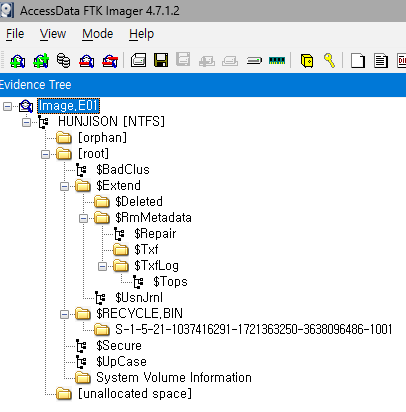 AccessData FTK Imager 4.7.1.2
File View Mode Help
Evidence Tree
Image.E01
HUNJISON [NTFS]
[orphan]
[root]
$BadClus
$Extend
$Deleted
$RmMetadata
$Repair
$Txf
$TxfLog
$Tops
$UsnJrnl
$RECYCLE.BIN
S-1-5-21-1037416291-1721363250-3638096486-1001
$Secure
$UpCase
System Volume Information
[unallocated space]